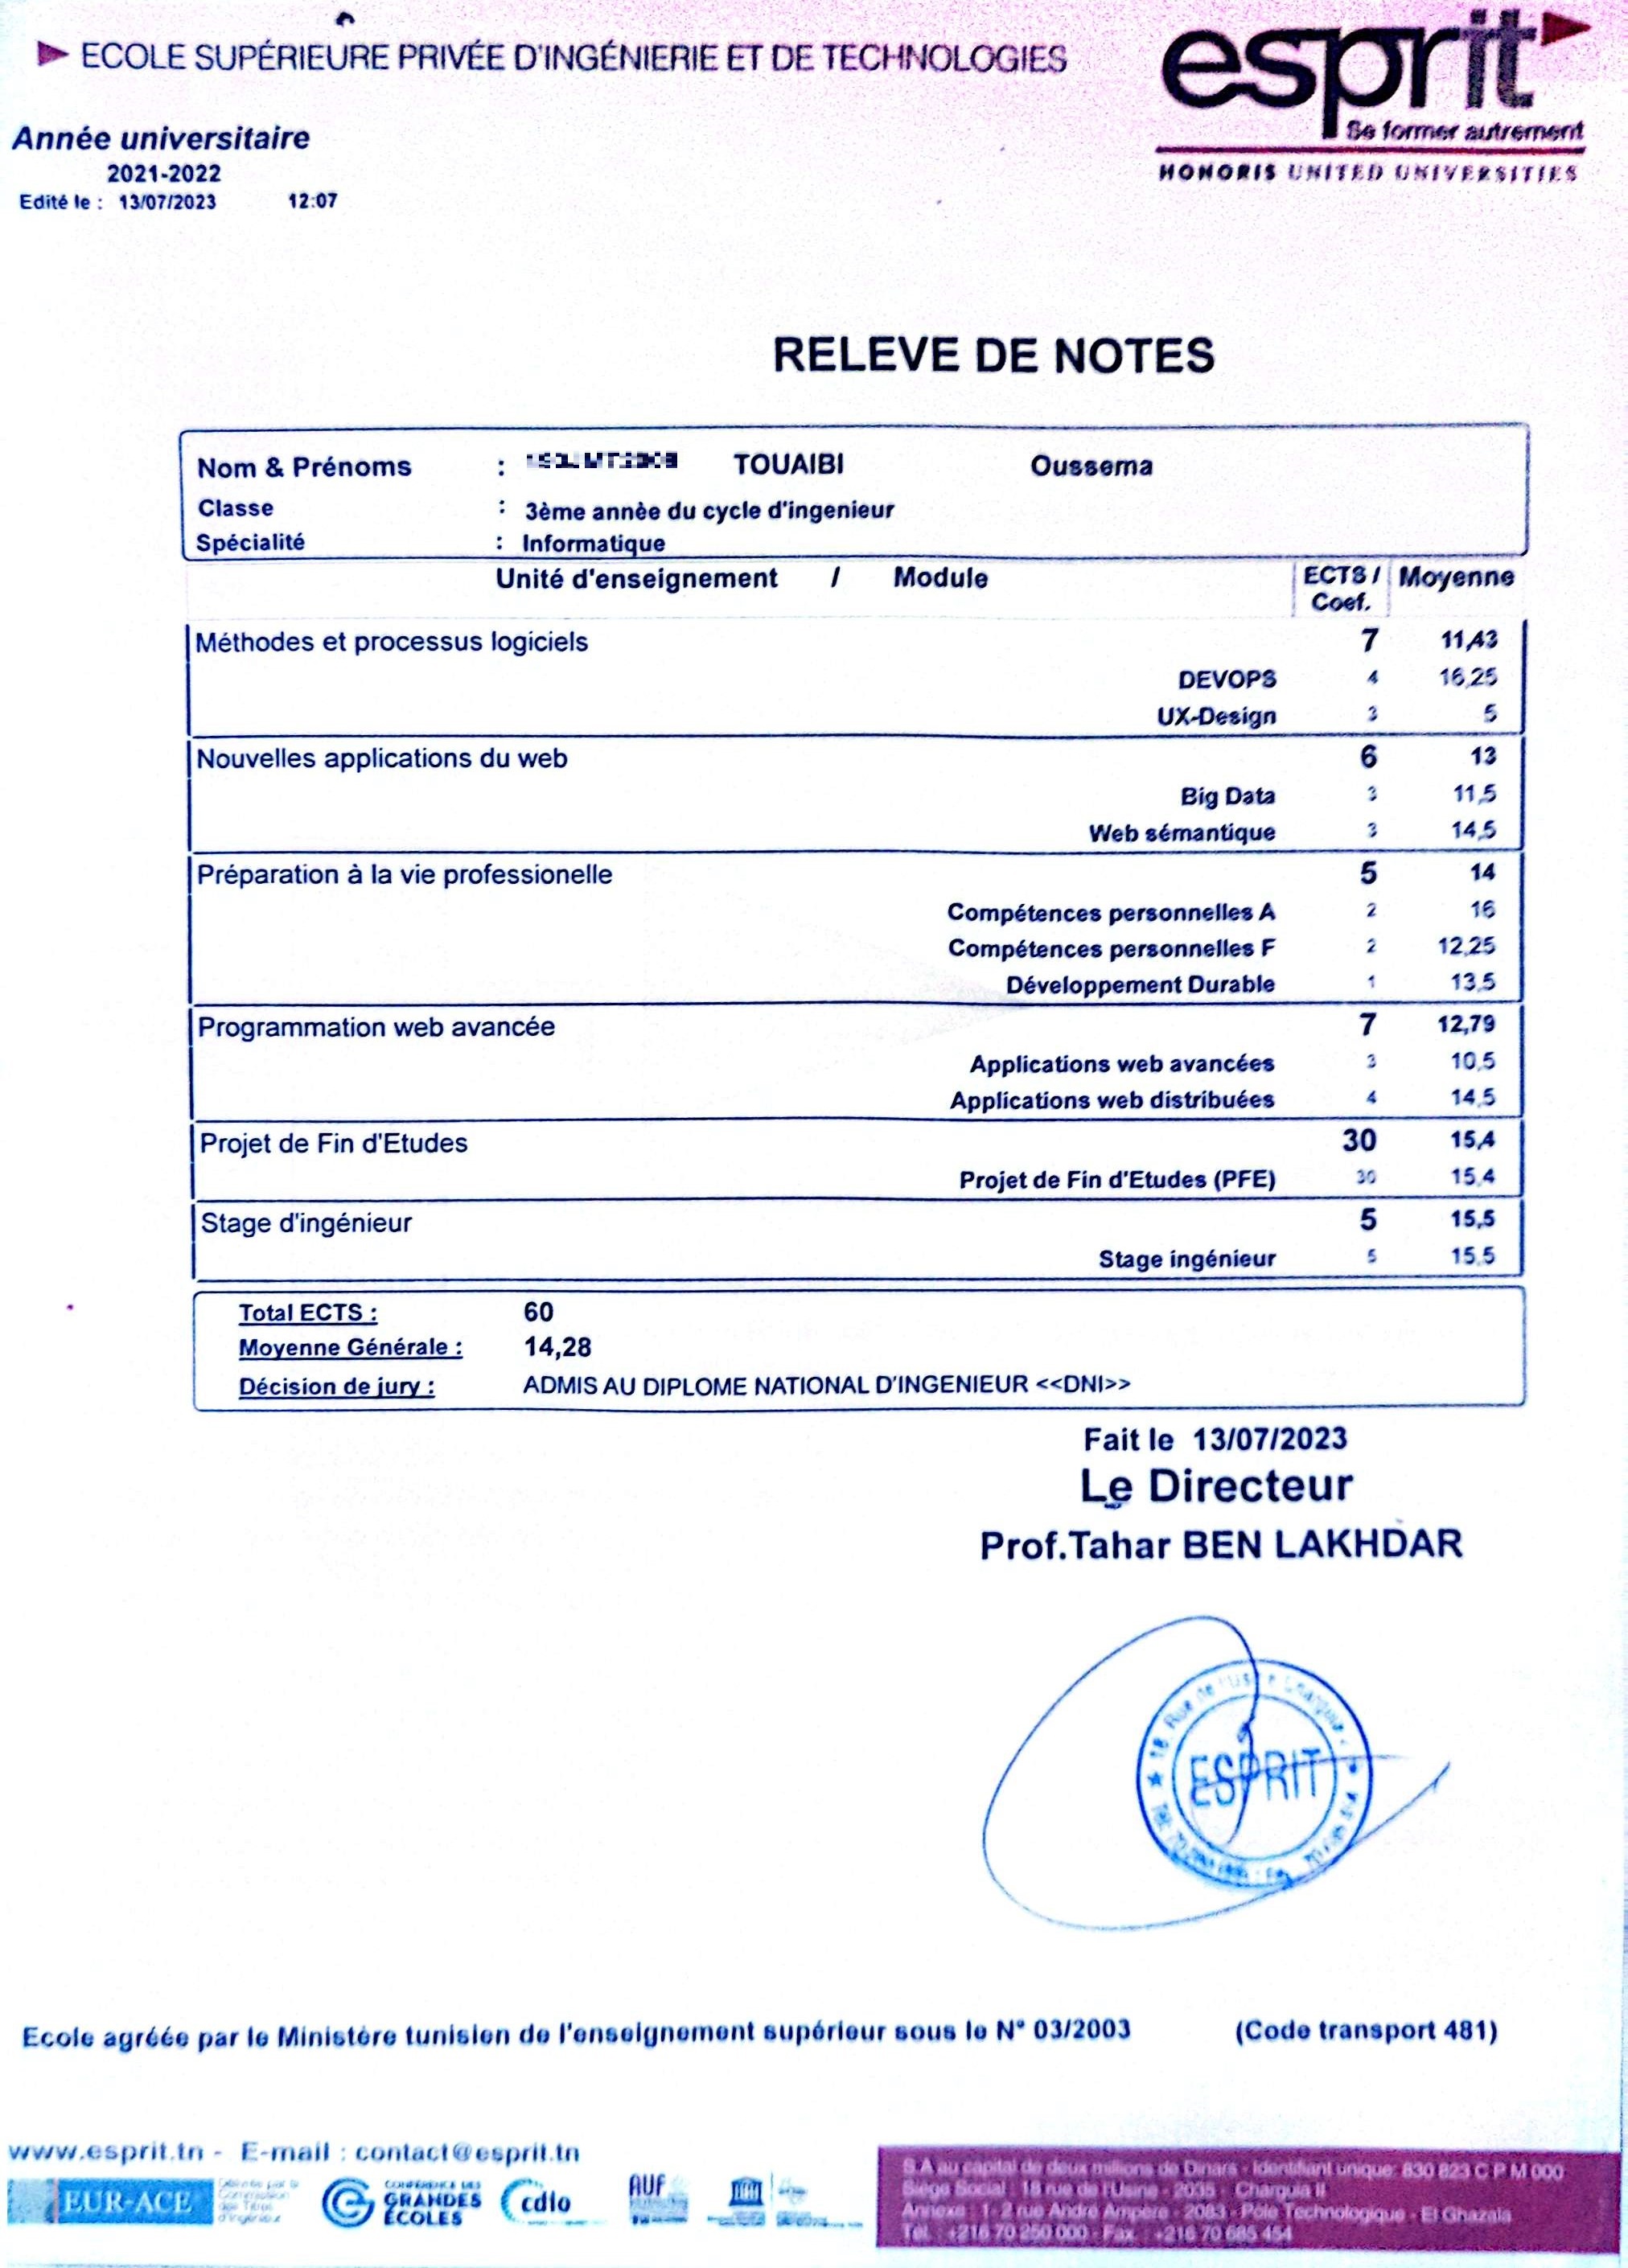 ECOLE SUPÉRIEURE PRIVÉE D'INGÉNIERIE ET DE TECHNOLOGIES
esprit
Se former autrement
HONORIS UNITED UNIVERSITIES
Année universitaire
2021-2022
Edité le : 13/07/2023 12:07
RELEVE DE NOTES
Nom & Prénoms : TOUAIBI Oussema
Classe : 3ème annèe du cycle d'ingenieur
Spécialité : Informatique
Unité d'enseignement / Module ECTS / Coef. Moyenne
Méthodes et processus logiciels 7 11,43
DEVOPS 4 16,25
UX-Design 3 5
Nouvelles applications du web 6 13
Big Data 3 11,5
Web sémantique 3 14,5
Préparation à la vie professionelle 5 14
Compétences personnelles A 2 16
Compétences personnelles F 2 12,25
Développement Durable 1 13,5
Programmation web avancée 7 12,79
Applications web avancées 3 10,5
Applications web distribuées 4 14,5
Projet de Fin d'Etudes 30 15,4
Projet de Fin d'Etudes (PFE) 30 15,4
Stage d'ingénieur 5 15,5
Stage ingénieur 5 15,5
Total ECTS : 60
Moyenne Générale : 14,28
Décision de jury : ADMIS AU DIPLOME NATIONAL D'INGENIEUR <<DNI>>
Fait le 13/07/2023
Le Directeur
Prof.Tahar BEN LAKHDAR
18 Rue de l'Usine Charguia
ESPRIT
Ecole agréée par le Ministère tunisien de l'enseignement supérieur sous le N° 03/2003 (Code transport 481)
www.esprit.tn - E-mail : contact@esprit.tn
EUR-ACE
CONFÉRENCE DES
GRANDES
ÉCOLES
cdio
AUF
S.A au capital de deux millions de Dinars - Identifiant unique: 830 823 C P M 000
Siège Social : 18 rue de l'Usine - 2035 - Charguia II
Annexe : 1- 2 rue André Ampère - 2083 - Pôle Technologique - El Ghazala
Tél. : +216 70 250 000 - Fax. : +216 70 685 454